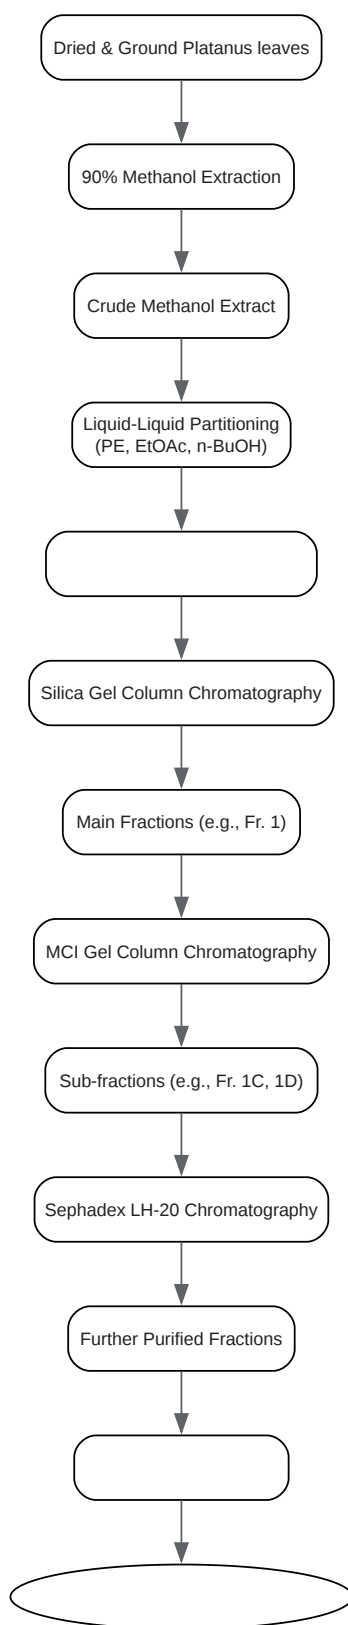 Dried & Ground Platanus leaves
90% Methanol Extraction
Crude Methanol Extract
Liquid-Liquid Partitioning
(PE, EtOAc, n-BuOH)
Silica Gel Column Chromatography
Main Fractions (e.g., Fr. 1)
MCI Gel Column Chromatography
Sub-fractions (e.g., Fr. 1C, 1D)
Sephadex LH-20 Chromatography
Further Purified Fractions